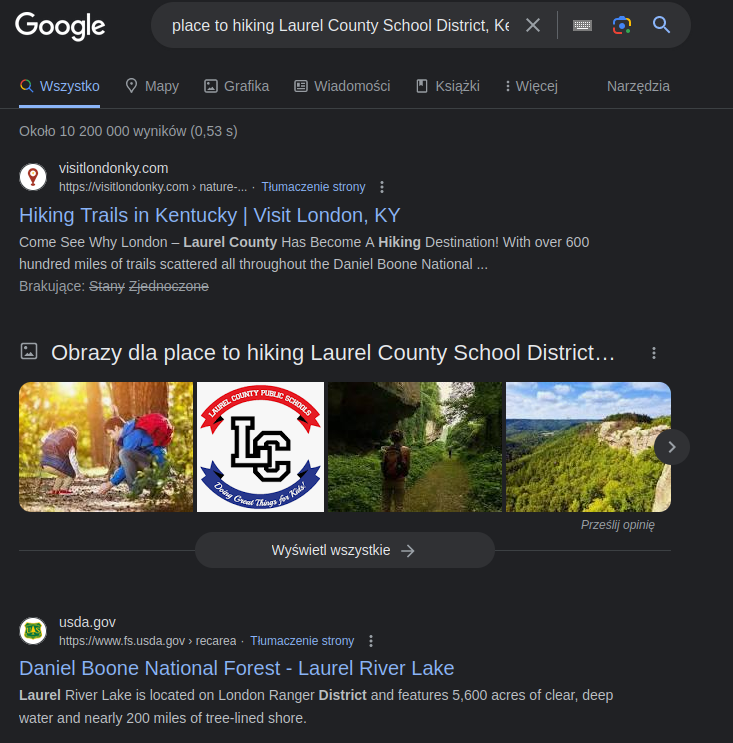 Google
place to hiking Laurel County School District, Ke
Wszystko Mapy Grafika Wiadomości Książki Więcej Narzędzia
Około 10 200 000 wyników (0,53 s)
visitlondonky.com
https://visitlondonky.com › nature-... · Tłumaczenie strony
Hiking Trails in Kentucky | Visit London, KY
Come See Why London – Laurel County Has Become A Hiking Destination! With over 600
hundred miles of trails scattered all throughout the Daniel Boone National ...
Brakujące: Stany Zjednoczone
Obrazy dla place to hiking Laurel County School District…
LAUREL COUNTY PUBLIC SCHOOLS
LC
Doing Great Things for Kids!
Prześlij opinię
Wyświetl wszystkie
usda.gov
https://www.fs.usda.gov › recarea · Tłumaczenie strony
Daniel Boone National Forest - Laurel River Lake
Laurel River Lake is located on London Ranger District and features 5,600 acres of clear, deep
water and nearly 200 miles of tree-lined shore.